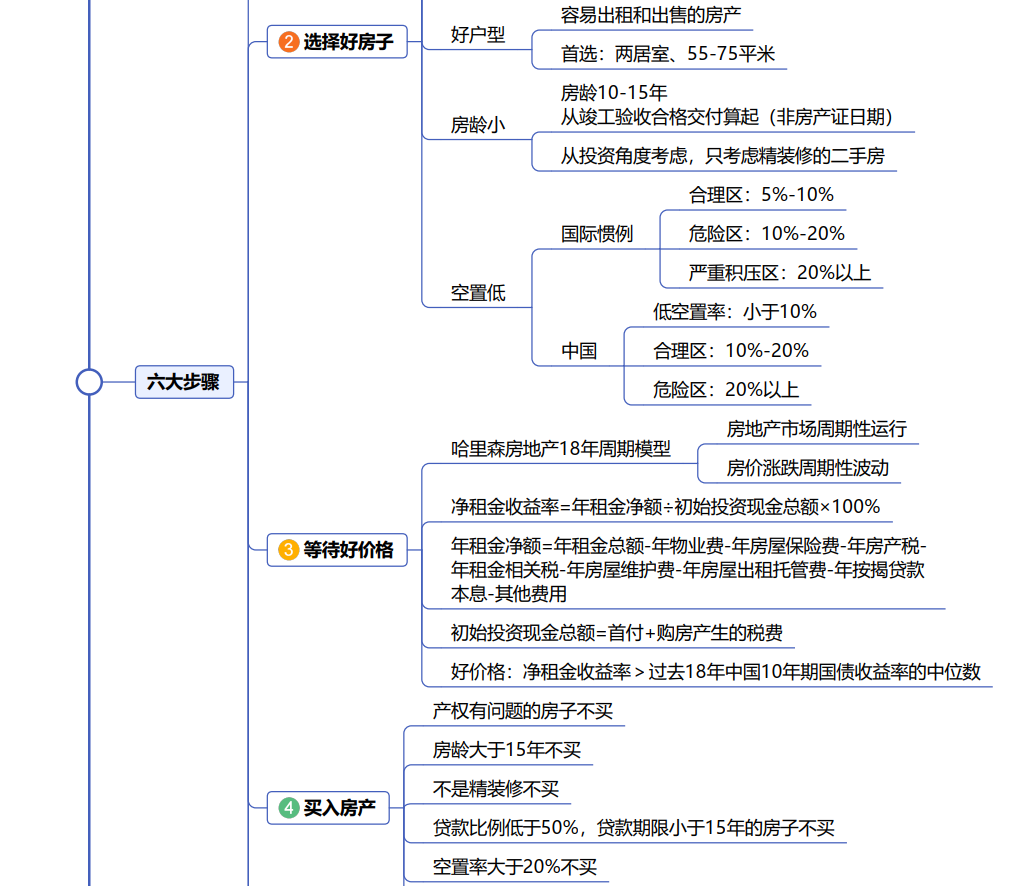 六大步骤
2 选择好房子
好户型
容易出租和出售的房产
首选：两居室、55-75平米
房龄小
房龄10-15年
从竣工验收合格交付算起（非房产证日期）
从投资角度考虑，只考虑精装修的二手房
空置低
国际惯例
合理区：5%-10%
危险区：10%-20%
严重积压区：20%以上
中国
低空置率：小于10%
合理区：10%-20%
危险区：20%以上
3 等待好价格
哈里森房地产18年周期模型
房地产市场周期性运行
房价涨跌周期性波动
净租金收益率=年租金净额÷初始投资现金总额×100%
年租金净额=年租金总额-年物业费-年房屋保险费-年房产税-
年租金相关税-年房屋维护费-年房屋出租托管费-年按揭贷款
本息-其他费用
初始投资现金总额=首付+购房产生的税费
好价格：净租金收益率＞过去18年中国10年期国债收益率的中位数
4 买入房产
产权有问题的房子不买
房龄大于15年不买
不是精装修不买
贷款比例低于50%，贷款期限小于15年的房子不买
空置率大于20%不买